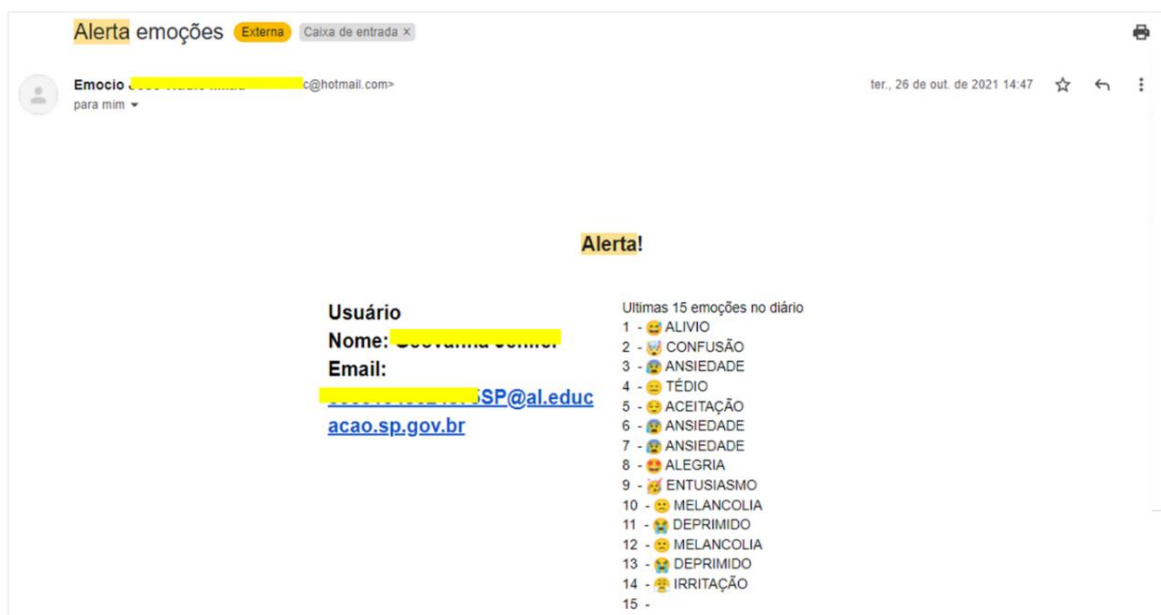 Alerta emoções Externa Caixa de entrada x
Emocio c@hotmail.com>
ter., 26 de out. de 2021 14:47
para mim
Alerta!
Usuário
Nome:
Email:
SP@al.educ
acao.sp.gov.br
Ultimas 15 emoções no diário
1 - 😅 ALIVIO
2 - 🤯 CONFUSÃO
3 - 😰 ANSIEDADE
4 - 😑 TÉDIO
5 - 😌 ACEITAÇÃO
6 - 😰 ANSIEDADE
7 - 😰 ANSIEDADE
8 - 🤩 ALEGRIA
9 - 🥳 ENTUSIASMO
10 - 🙁 MELANCOLIA
11 - 😭 DEPRIMIDO
12 - 🙁 MELANCOLIA
13 - 😭 DEPRIMIDO
14 - 😤 IRRITAÇÃO
15 -